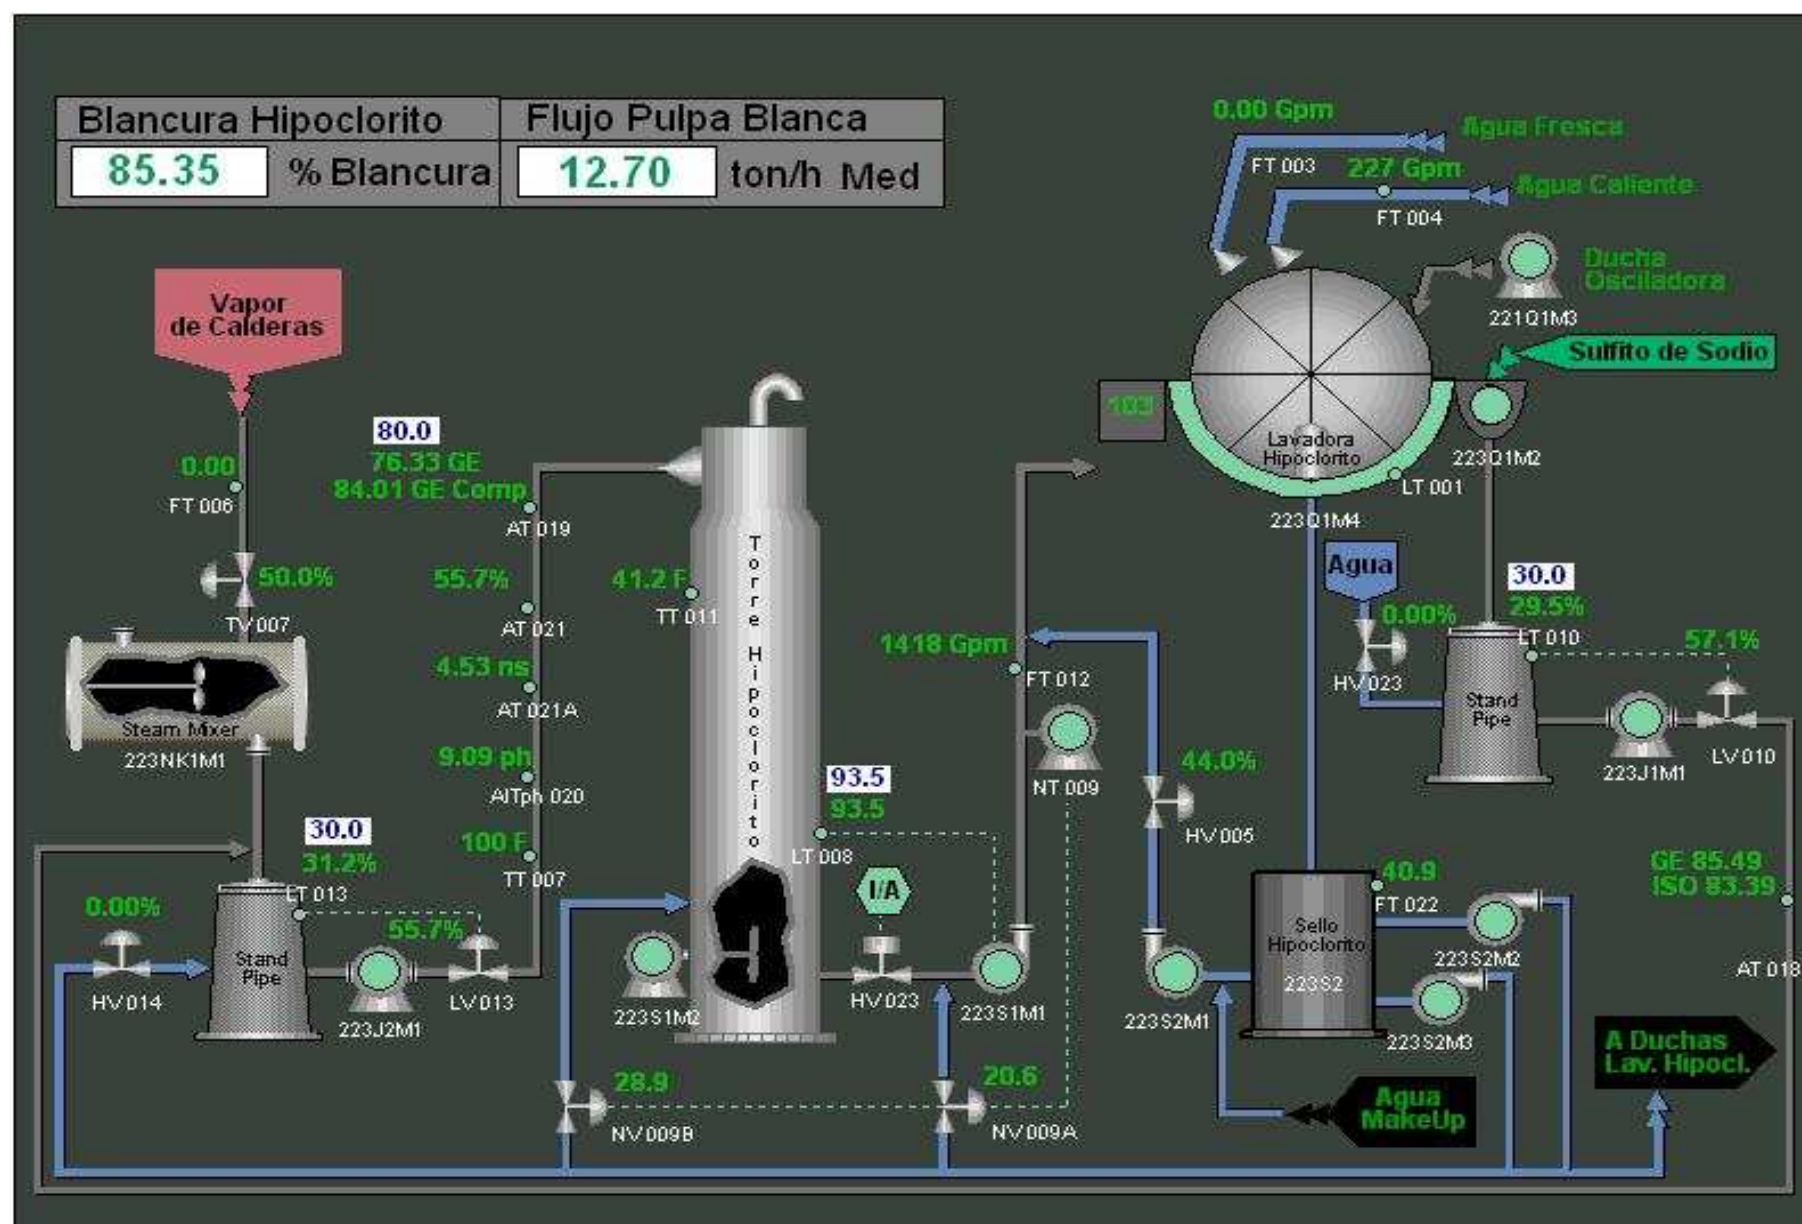 Blancura Hipoclorito
Flujo Pulpa Blanca
85.35
% Blancura
12.70
ton/h Med
0.00 Gpm
Agua Fresca
FT 003
227 Gpm
Agua Caliente
FT 004
Ducha
Osciladora
221Q1M3
Sulfito de Sodio
Vapor
de Calderas
80.0
76.33 GE
84.01 GE Comp
AT 019
103
Lavadora
Hipoclorito
223Q1M2
LT 001
223Q1M4
0.00
FT 006
50.0%
TV 007
55.7%
AT 021
41.2 F
TT 011
Torre Hipoclorito
Agua
30.0
29.5%
0.00%
LT 010
57.1%
HV 023
Stand
Pipe
223J1M1
LV 010
1418 Gpm
FT 012
4.53 ns
AT 021A
Steam Mixer
223NK1M1
9.09 ph
AITph 020
NT 009
44.0%
HV 005
93.5
93.5
LT 008
30.0
31.2%
LT 013
100 F
TT 007
I/A
GE 85.49
ISO 83.39
40.9
FT 022
0.00%
55.7%
Stand
Pipe
HV 014
223J2M1
LV 013
223S1M2
HV 023
223S1M1
223S2M1
Sello
Hipoclorito
223S2
223S2M2
AT 018
223S2M3
A Duchas
Lav. Hipocl.
28.9
NV 009B
20.6
NV 009A
Agua
MakeUp